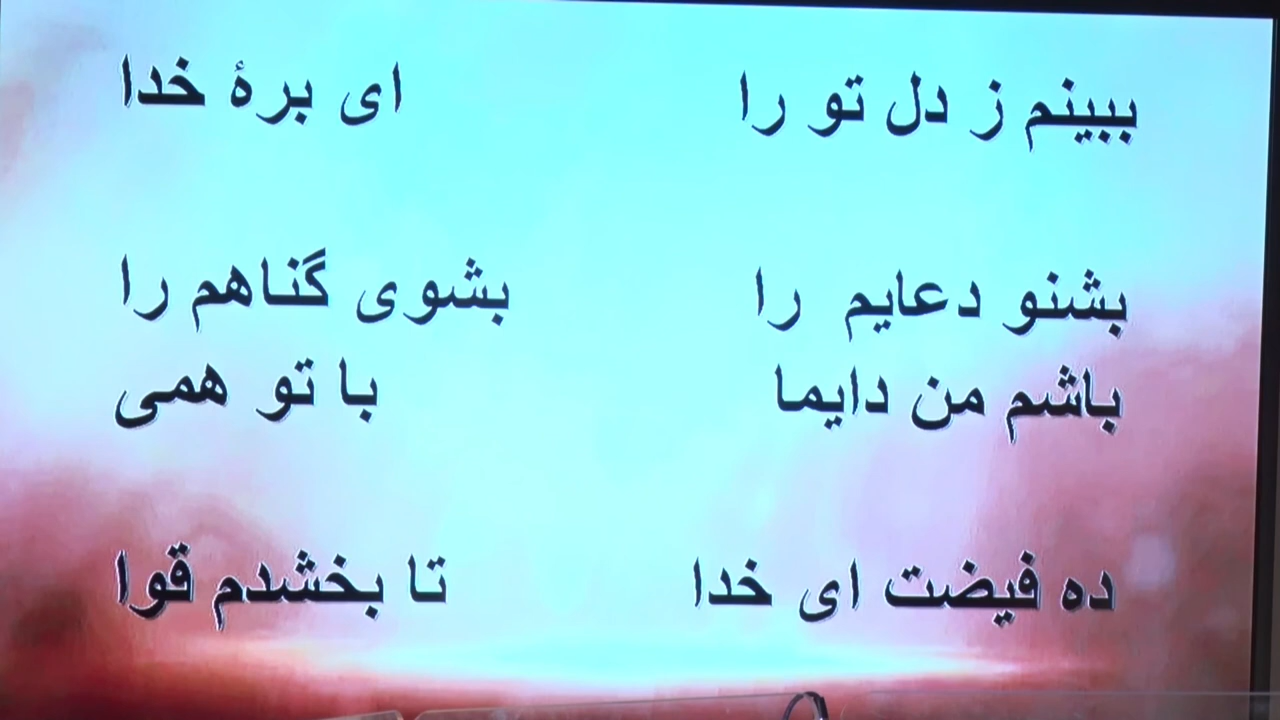 ببینم ز دل تو را ای برهٔ خدا
بشنو دعایم را بشوی گناهم را
باشم من دایما با تو همی
ده فیضت ای خدا تا بخشدم قوا